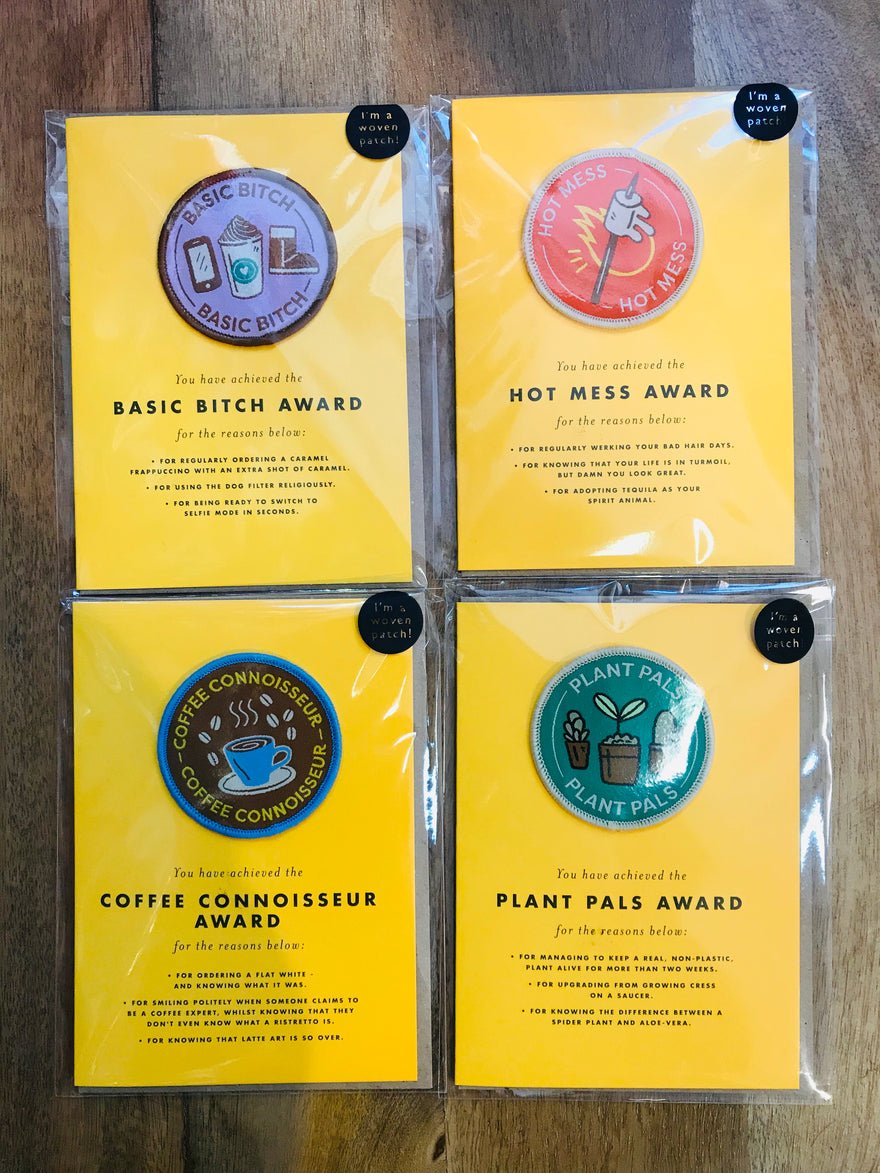 I'm a
woven
patch!
BASIC BITCH
BASIC BITCH
You have achieved the
BASIC BITCH AWARD
for the reasons below:
• FOR REGULARLY ORDERING A CARAMEL
FRAPPUCCINO WITH AN EXTRA SHOT OF CARAMEL.
• FOR USING THE DOG FILTER RELIGIOUSLY.
• FOR BEING READY TO SWITCH TO
SELFIE MODE IN SECONDS.
I'm a
woven
patch!
HOT MESS
HOT MESS
You have achieved the
HOT MESS AWARD
for the reasons below:
• FOR REGULARLY WERKING YOUR BAD HAIR DAYS.
• FOR KNOWING THAT YOUR LIFE IS IN TURMOIL,
BUT DAMN YOU LOOK GREAT.
• FOR ADOPTING TEQUILA AS YOUR
SPIRIT ANIMAL.
I'm a
woven
patch!
COFFEE CONNOISSEUR
COFFEE CONNOISSEUR
You have achieved the
COFFEE CONNOISSEUR
AWARD
for the reasons below:
• FOR ORDERING A FLAT WHITE -
AND KNOWING WHAT IT WAS.
• FOR SMILING POLITELY WHEN SOMEONE CLAIMS TO
BE A COFFEE EXPERT, WHILST KNOWING THAT THEY
DON'T EVEN KNOW WHAT A RISTRETTO IS.
• FOR KNOWING THAT LATTE ART IS SO OVER.
I'm a
woven
patch!
PLANT PALS
PLANT PALS
You have achieved the
PLANT PALS AWARD
for the reasons below:
• FOR MANAGING TO KEEP A REAL, NON-PLASTIC,
PLANT ALIVE FOR MORE THAN TWO WEEKS.
• FOR UPGRADING FROM GROWING CRESS
ON A SAUCER.
• FOR KNOWING THE DIFFERENCE BETWEEN A
SPIDER PLANT AND ALOE-VERA.